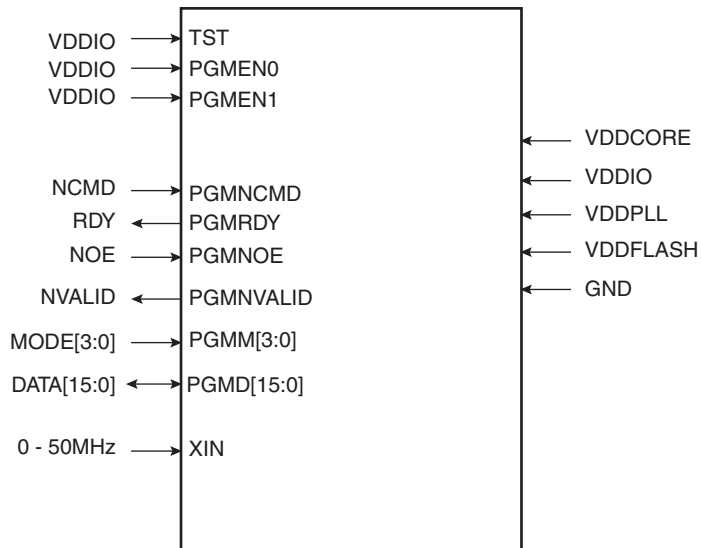 VDDIO TST
VDDIO PGMEN0
VDDIO PGMEN1
VDDCORE
VDDIO
NCMD PGMNCMD
VDDPLL
RDY PGMRDY
VDDFLASH
NOE PGMNOE
GND
NVALID PGMNVALID
MODE[3:0] PGMM[3:0]
DATA[15:0] PGMD[15:0]
0 - 50MHz XIN